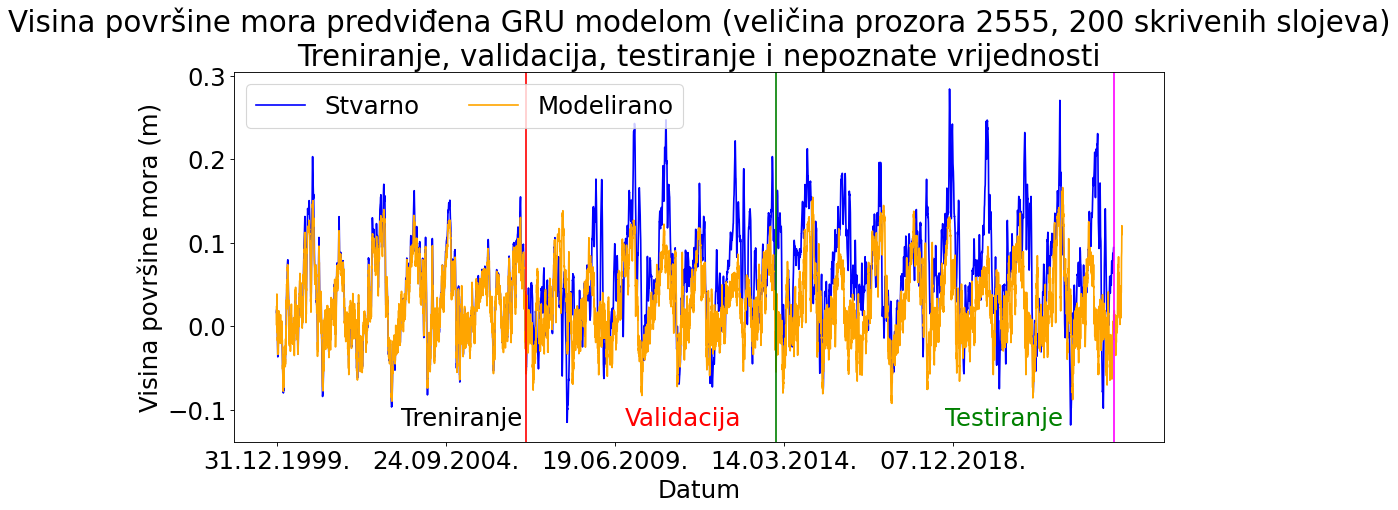 Visina površine mora predviđena GRU modelom (veličina prozora 2555, 200 skrivenih slojeva)
Treniranje, validacija, testiranje i nepoznate vrijednosti
Visina površine mora (m)
0.3
0.2
0.1
0.0
−0.1
Stvarno Modelirano
Treniranje Validacija Testiranje
31.12.1999. 24.09.2004. 19.06.2009. 14.03.2014. 07.12.2018.
Datum